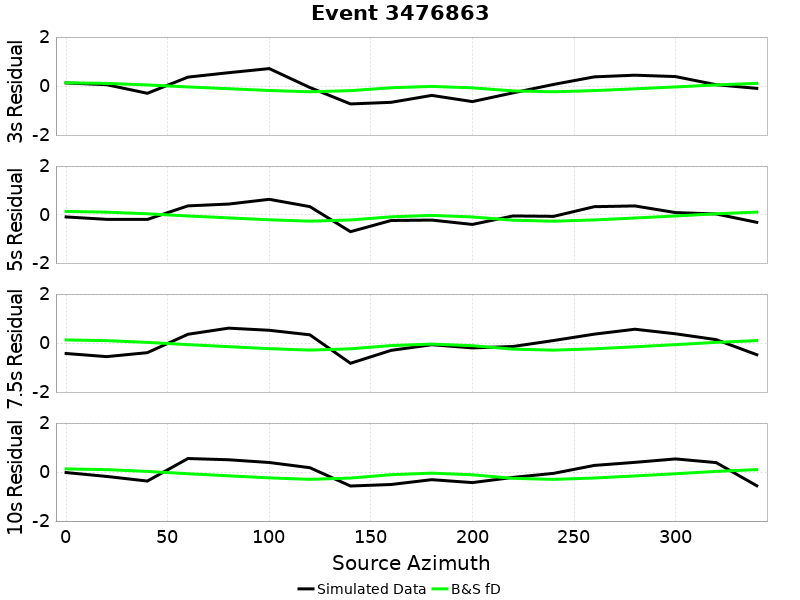 Event 3476863
3s Residual
2
0
-2
5s Residual
2
0
-2
7.5s Residual
2
0
-2
10s Residual
2
0
-2
0 50 100 150 200 250 300
Source Azimuth
Simulated Data B&S fD